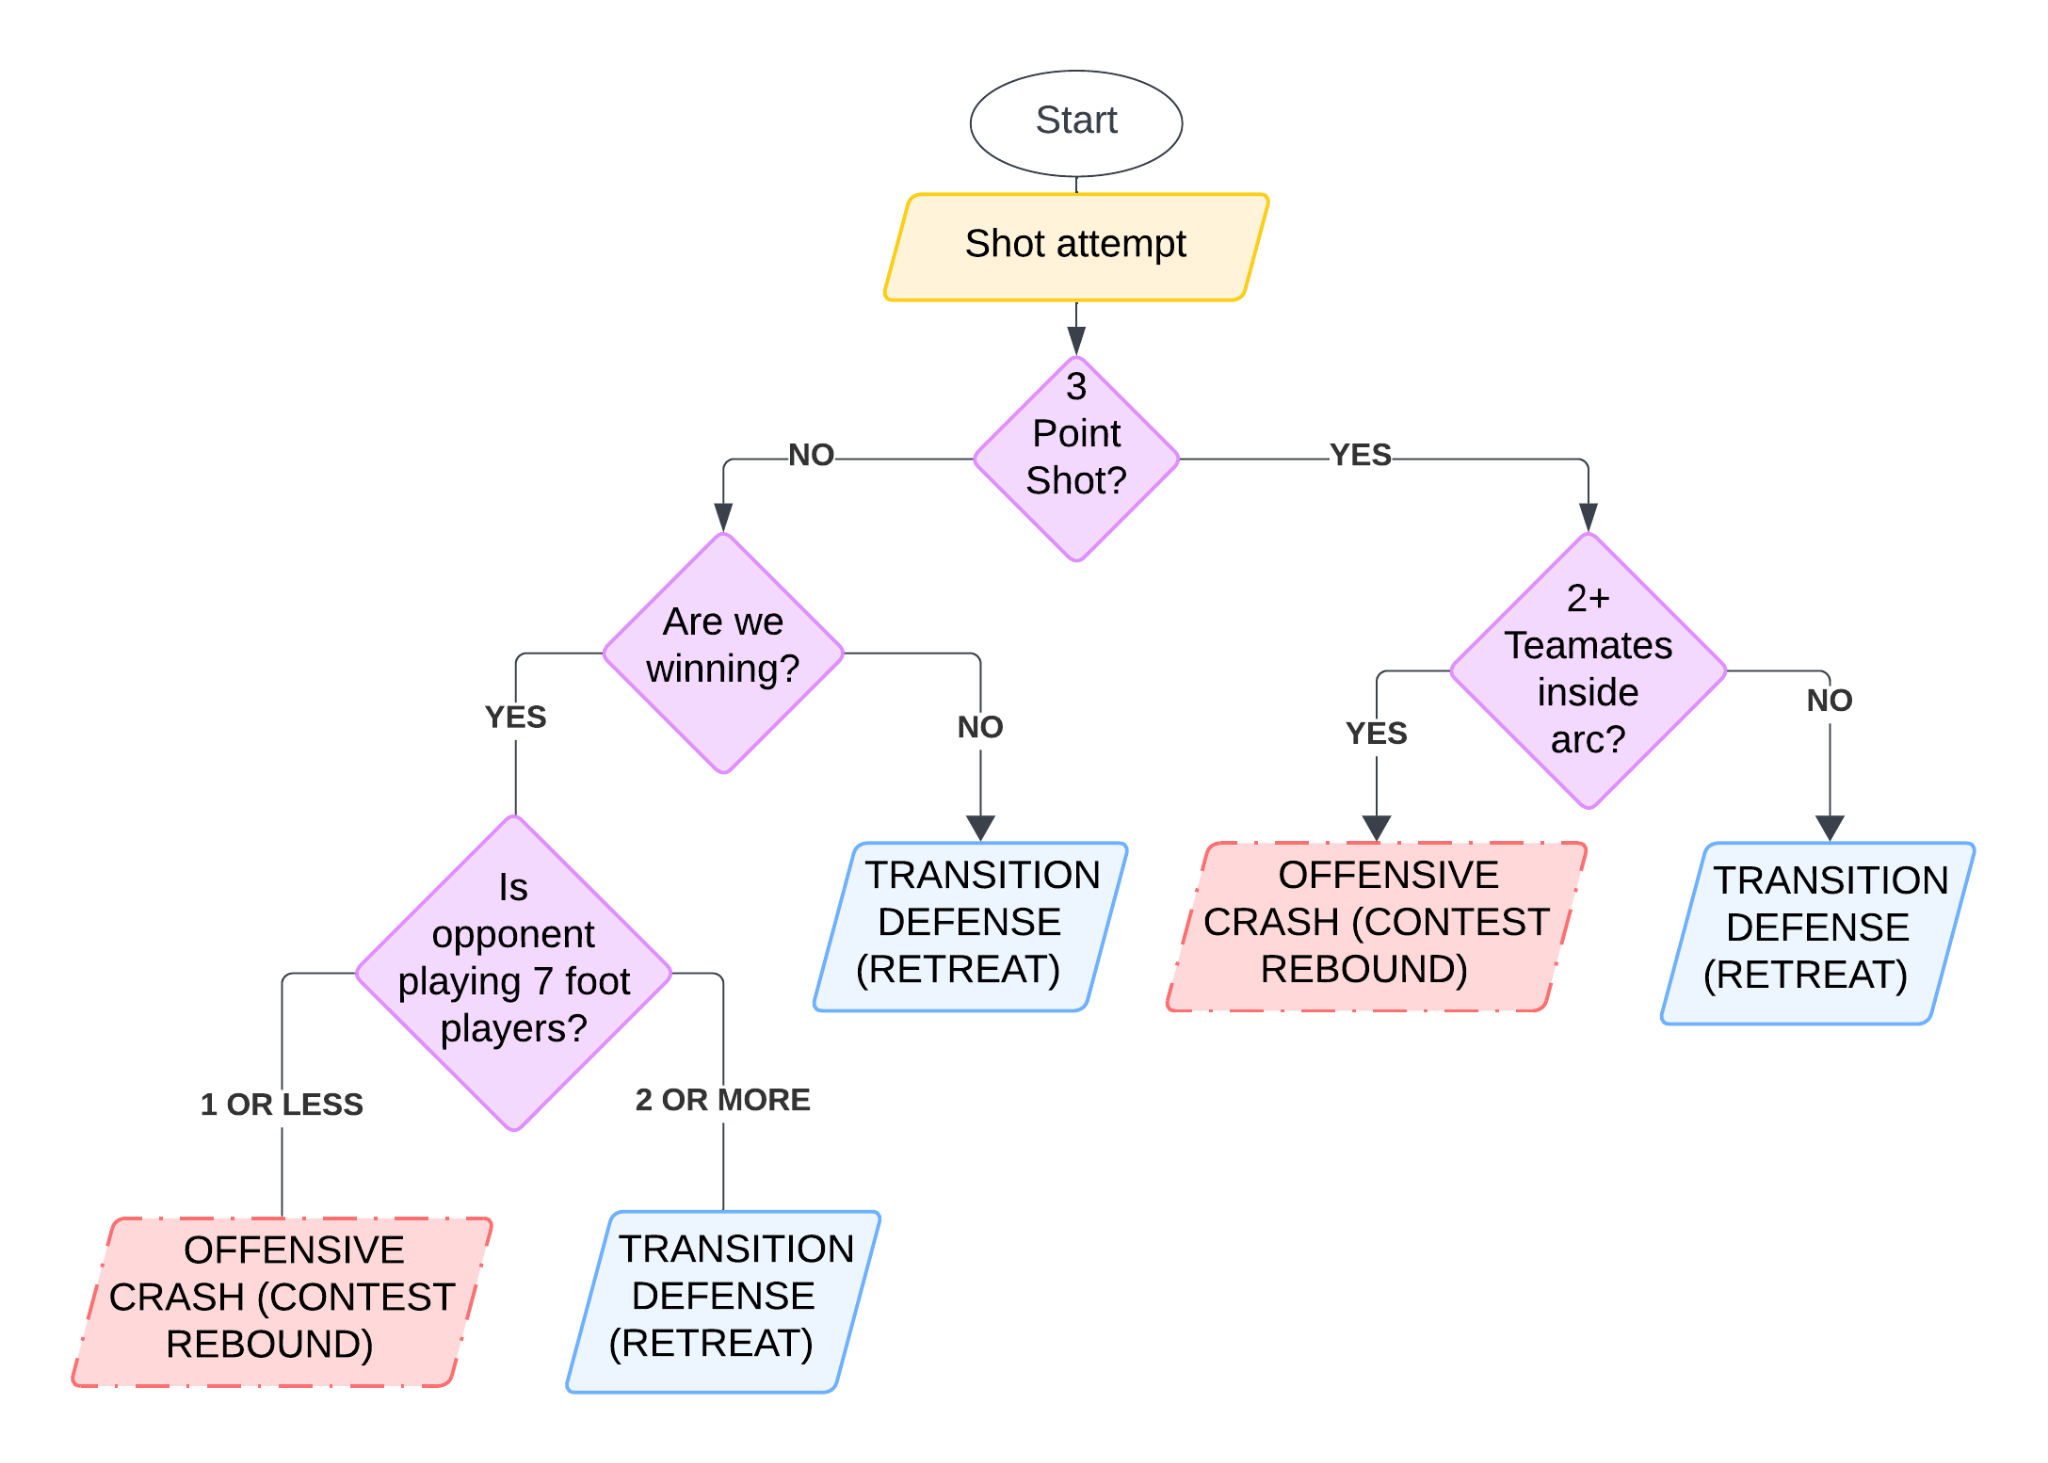 Start
Shot attempt
3
Point
Shot?
NO
YES
Are we
winning?
2+
Teamates
inside
arc?
YES
NO
YES
NO
Is
opponent
playing 7 foot
players?
TRANSITION
DEFENSE
(RETREAT)
OFFENSIVE
CRASH (CONTEST
REBOUND)
TRANSITION
DEFENSE
(RETREAT)
1 OR LESS
2 OR MORE
OFFENSIVE
CRASH (CONTEST
REBOUND)
TRANSITION
DEFENSE
(RETREAT)